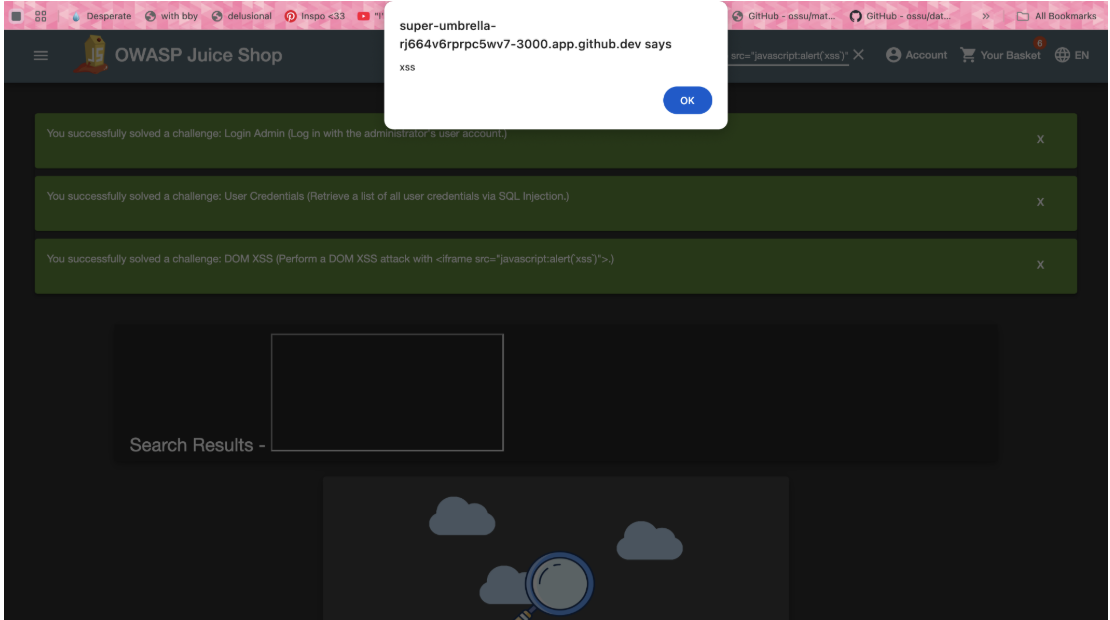 Desperate with bby delusional Inspo <33 "I" GitHub - ossu/mat... GitHub - ossu/dat... » All Bookmarks
super-umbrella-
rj664v6rprpc5wv7-3000.app.github.dev says
xss
OK
OWASP Juice Shop src="javascript:alert(`xss`)" X Account Your Basket 6 EN
You successfully solved a challenge: Login Admin (Log in with the administrator's user account.) X
You successfully solved a challenge: User Credentials (Retrieve a list of all user credentials via SQL Injection.) X
You successfully solved a challenge: DOM XSS (Perform a DOM XSS attack with <iframe src="javascript:alert(`xss`)">.) X
Search Results -